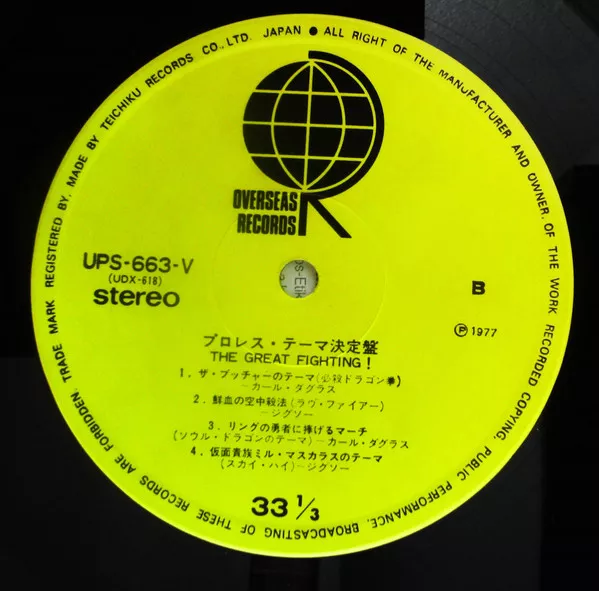 TRADE MARK REGISTERED BY. MADE BY TEICHIKU RECORDS CO., LTD. JAPAN ● ALL RIGHT OF THE MANUFACTURER AND OWNER. OF THE WORK RECORDED COPYING, PUBLIC PERFORMANCE, BROADCASTING OF THESE RECORDS ARE FORBIDDEN.
OVERSEAS
RECORDS
UPS-663-V
(UDX-618)
stereo
B
Ⓟ1977
プロレス・テーマ決定盤
THE GREAT FIGHTING!
1. ザ・ブッチャーのテーマ(必殺ドラゴン拳)
－カール・ダグラス
2. 鮮血の空中殺法(ラヴ・ファイアー)
－ジグソー
3. リングの勇者に捧げるマーチ
(ソウル・ドラゴンのテーマ)－カール・ダグラス
4. 仮面貴族ミル・マスカラスのテーマ
(スカイ・ハイ)－ジグソー
33 1/3